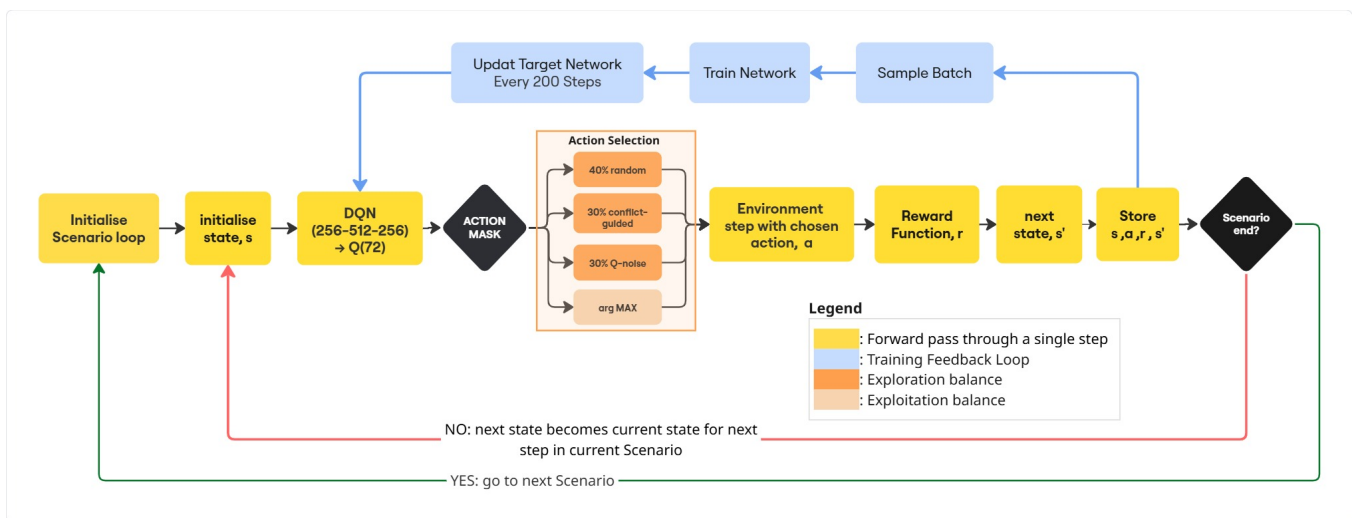 Updat Target Network
Every 200 Steps
Train Network
Sample Batch
Action Selection
40% random
30% conflict-
guided
30% Q-noise
arg MAX
Initialise
Scenario loop
initialise
state, s
DQN
(256-512-256)
→ Q(72)
ACTION
MASK
Environment
step with chosen
action, a
Reward
Function, r
next
state, s'
Store
s ,a ,r , s'
Scenario
end?
Legend
: Forward pass through a single step
: Training Feedback Loop
: Exploration balance
: Exploitation balance
NO: next state becomes current state for next
step in current Scenario
YES: go to next Scenario